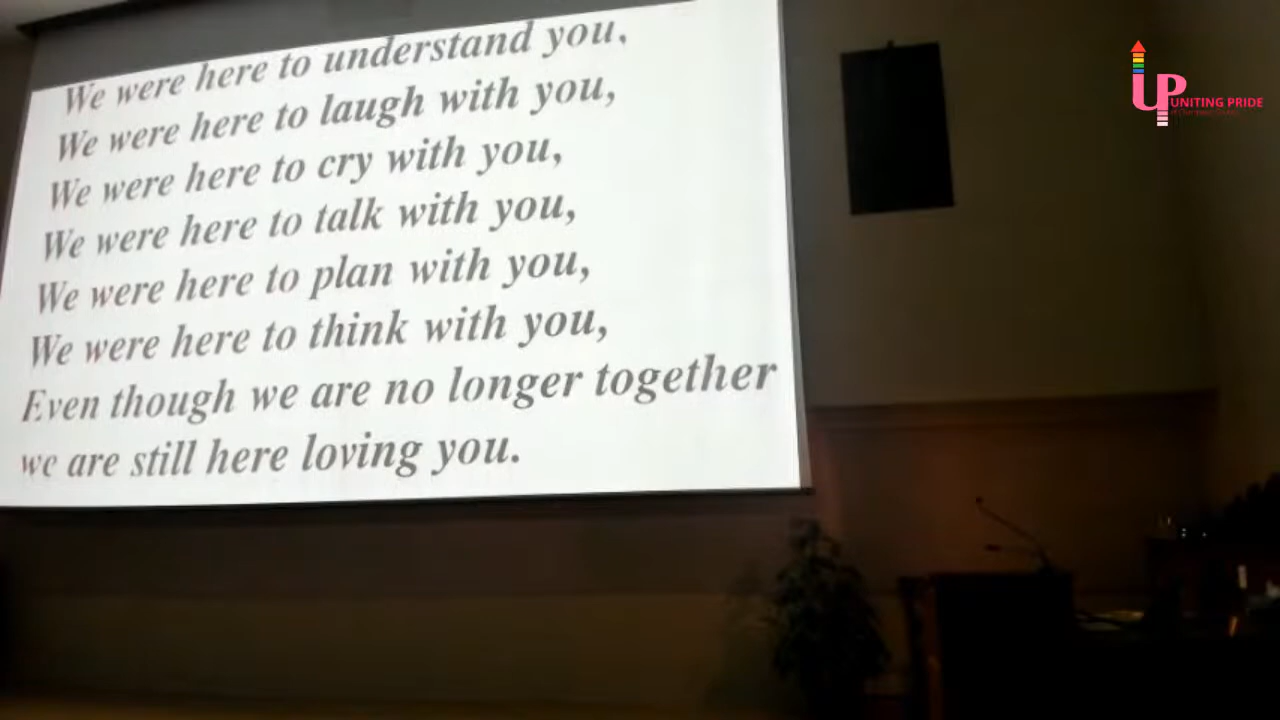 We were here to understand you,
We were here to laugh with you,
We were here to cry with you,
We were here to talk with you,
We were here to plan with you,
We were here to think with you,
Even though we are no longer together
we are still here loving you.
UP
UNITING PRIDE